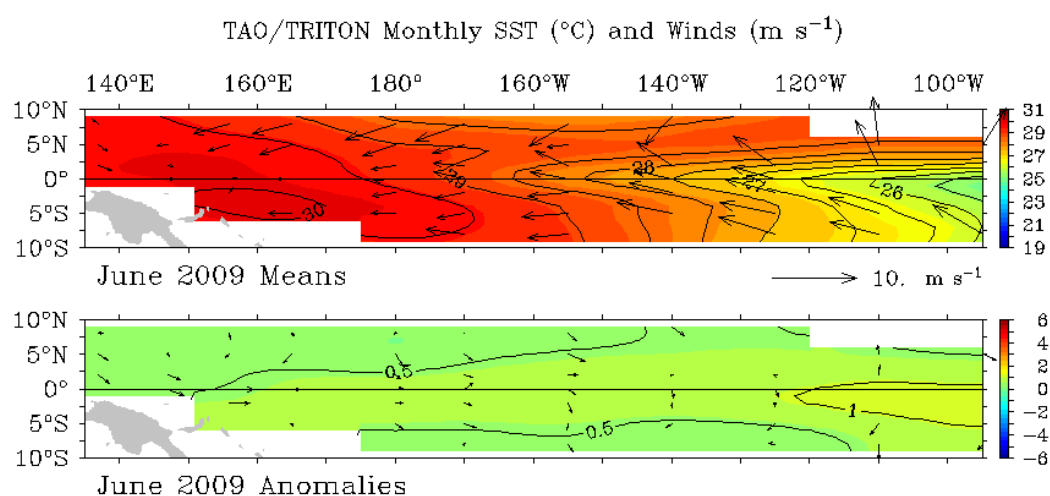 TAO/TRITON Monthly SST (°C) and Winds (m s⁻¹)
140°E 160°E 180° 160°W 140°W 120°W 100°W
10°N
5°N
0°
5°S
10°S
29
28
27
26
30
31
29
27
25
23
21
19
June 2009 Means
10. m s⁻¹
10°N
5°N
0°
5°S
10°S
0.5
1
0.5
6
4
2
0
-2
-4
-6
June 2009 Anomalies